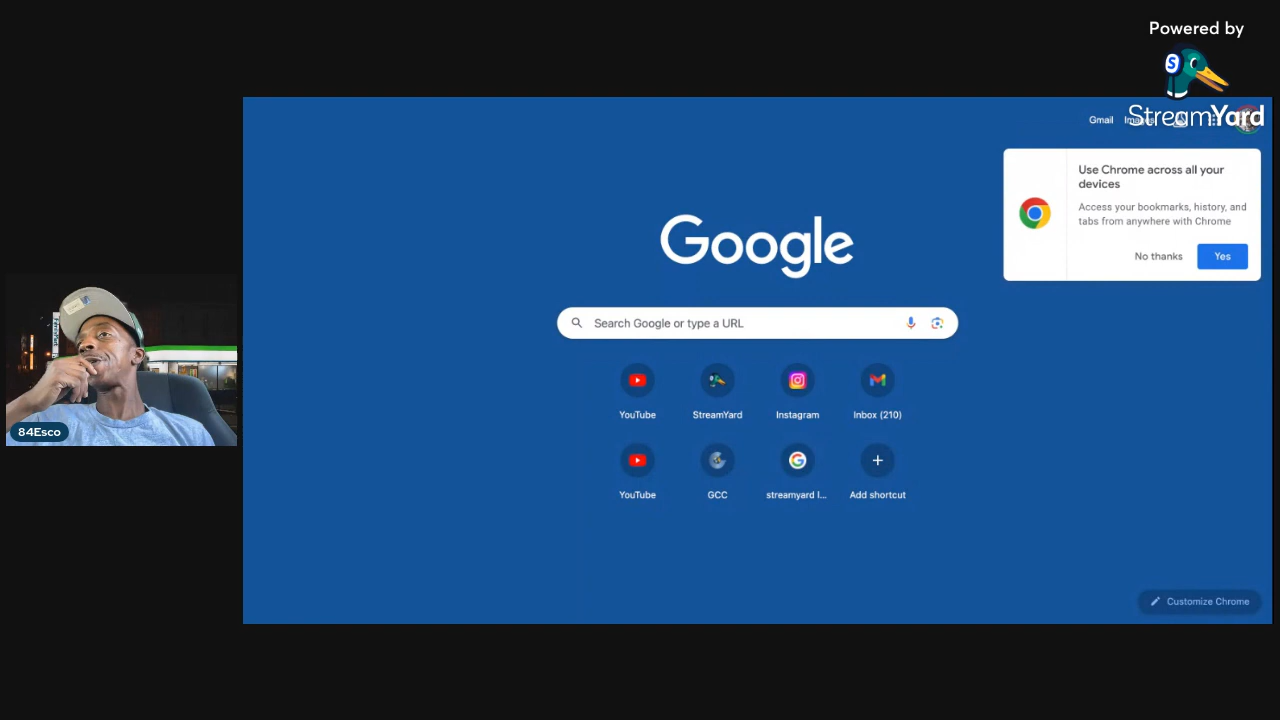 Powered by
StreamYard
Gmail
Images
Use Chrome across all your
devices
Access your bookmarks, history, and
tabs from anywhere with Chrome
No thanks
Yes
Google
Search Google or type a URL
YouTube
StreamYard
Instagram
Inbox (210)
YouTube
GCC
streamyard l...
Add shortcut
84Esco
Customize Chrome